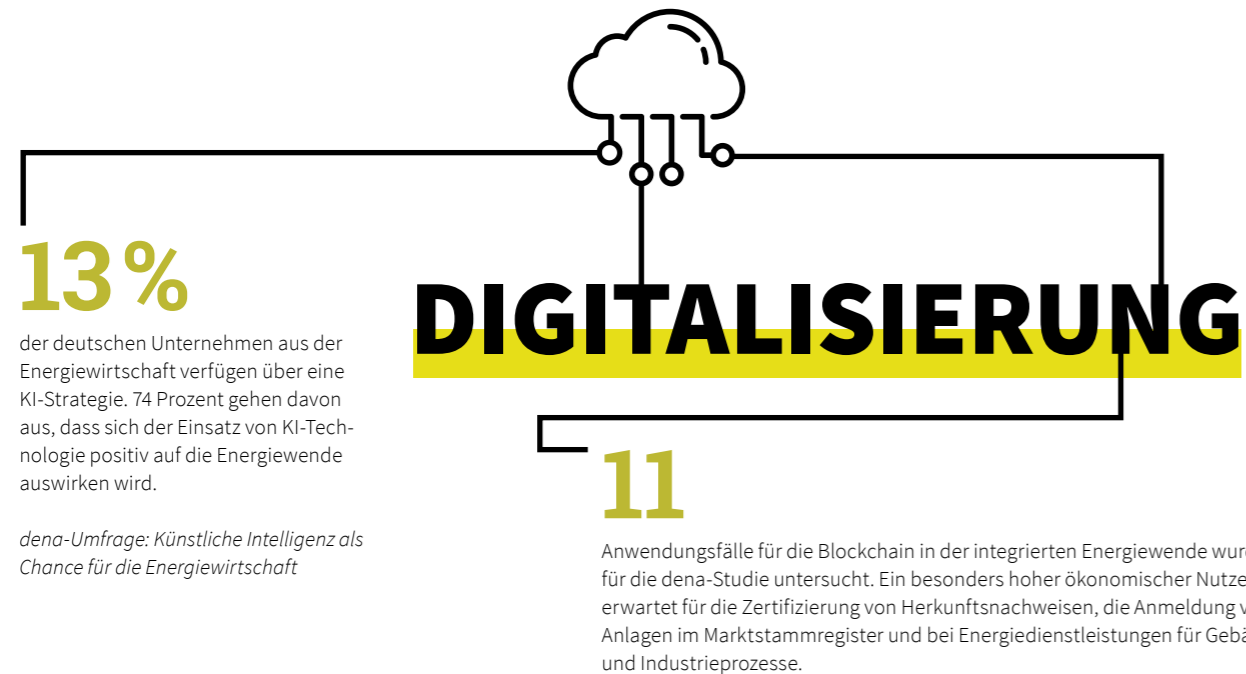 DIGITALISIERUNG
13 %
der deutschen Unternehmen aus der
Energiewirtschaft verfügen über eine
KI-Strategie. 74 Prozent gehen davon
aus, dass sich der Einsatz von KI-Tech-
nologie positiv auf die Energiewende
auswirken wird.
dena-Umfrage: Künstliche Intelligenz als
Chance für die Energiewirtschaft
11
Anwendungsfälle für die Blockchain in der integrierten Energiewende
für die dena-Studie untersucht. Ein besonders hoher ökonomischer
erwartet für die Zertifizierung von Herkunftsnachweisen, die Anmeldung
Anlagen im Marktstammregister und bei Energiedienstleistungen für
und Industrieprozesse.